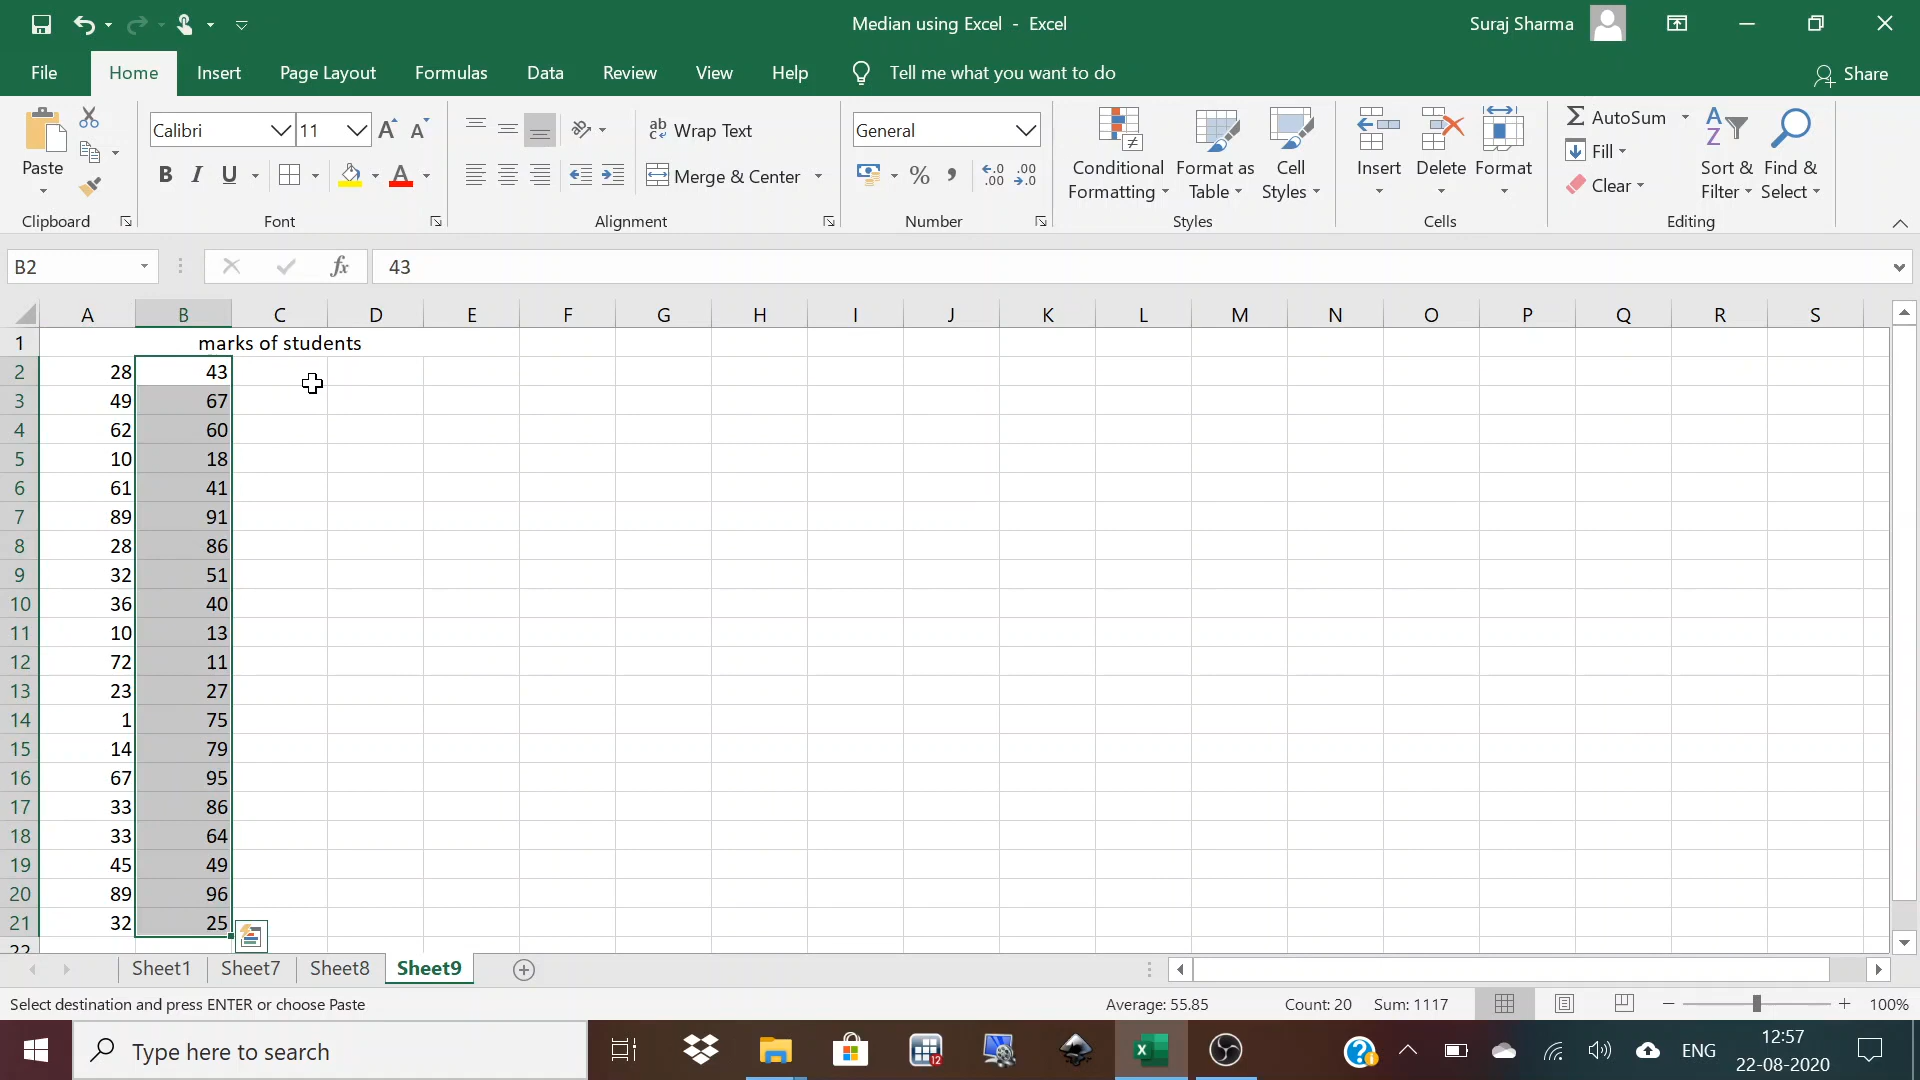 Median using Excel - Excel
Suraj Sharma
File Home Insert Page Layout Formulas Data Review View Help Tell me what you want to do Share
Paste
Clipboard
Calibri 11
B I U
Font
ab Wrap Text
Merge & Center
Alignment
General
% , .00 .00
Number
Conditional Formatting
Format as Table
Cell Styles
Styles
Insert Delete Format
Cells
AutoSum
Fill
Clear
Sort & Filter
Find & Select
Editing
B2 fx 43
A B C D E F G H I J K L M N O P Q R S
1 marks of students
2 28 43
3 49 67
4 62 60
5 10 18
6 61 41
7 89 91
8 28 86
9 32 51
10 36 40
11 10 13
12 72 11
13 23 27
14 1 75
15 14 79
16 67 95
17 33 86
18 33 64
19 45 49
20 89 96
21 32 25
22
Sheet1 Sheet7 Sheet8 Sheet9
Select destination and press ENTER or choose Paste Average: 55.85 Count: 20 Sum: 1117 100%
Type here to search
12
ENG
12:57
22-08-2020